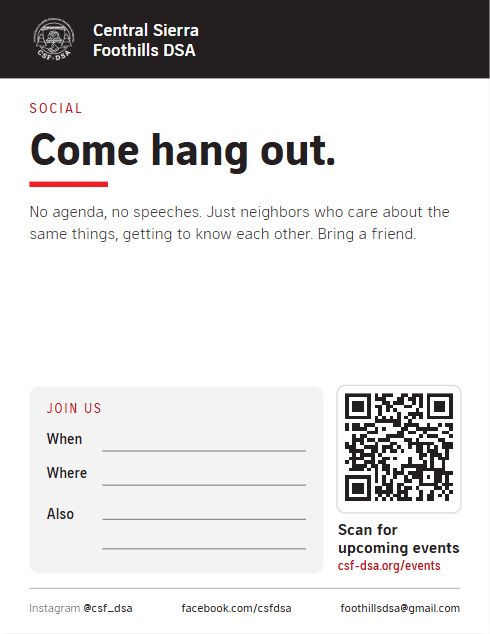 CSF-DSA
Central Sierra
Foothills DSA
SOCIAL
Come hang out.
No agenda, no speeches. Just neighbors who care about the
same things, getting to know each other. Bring a friend.
JOIN US
When
Where
Also
Scan for
upcoming events
csf-dsa.org/events
Instagram @csf_dsa
facebook.com/csfdsa
foothillsdsa@gmail.com